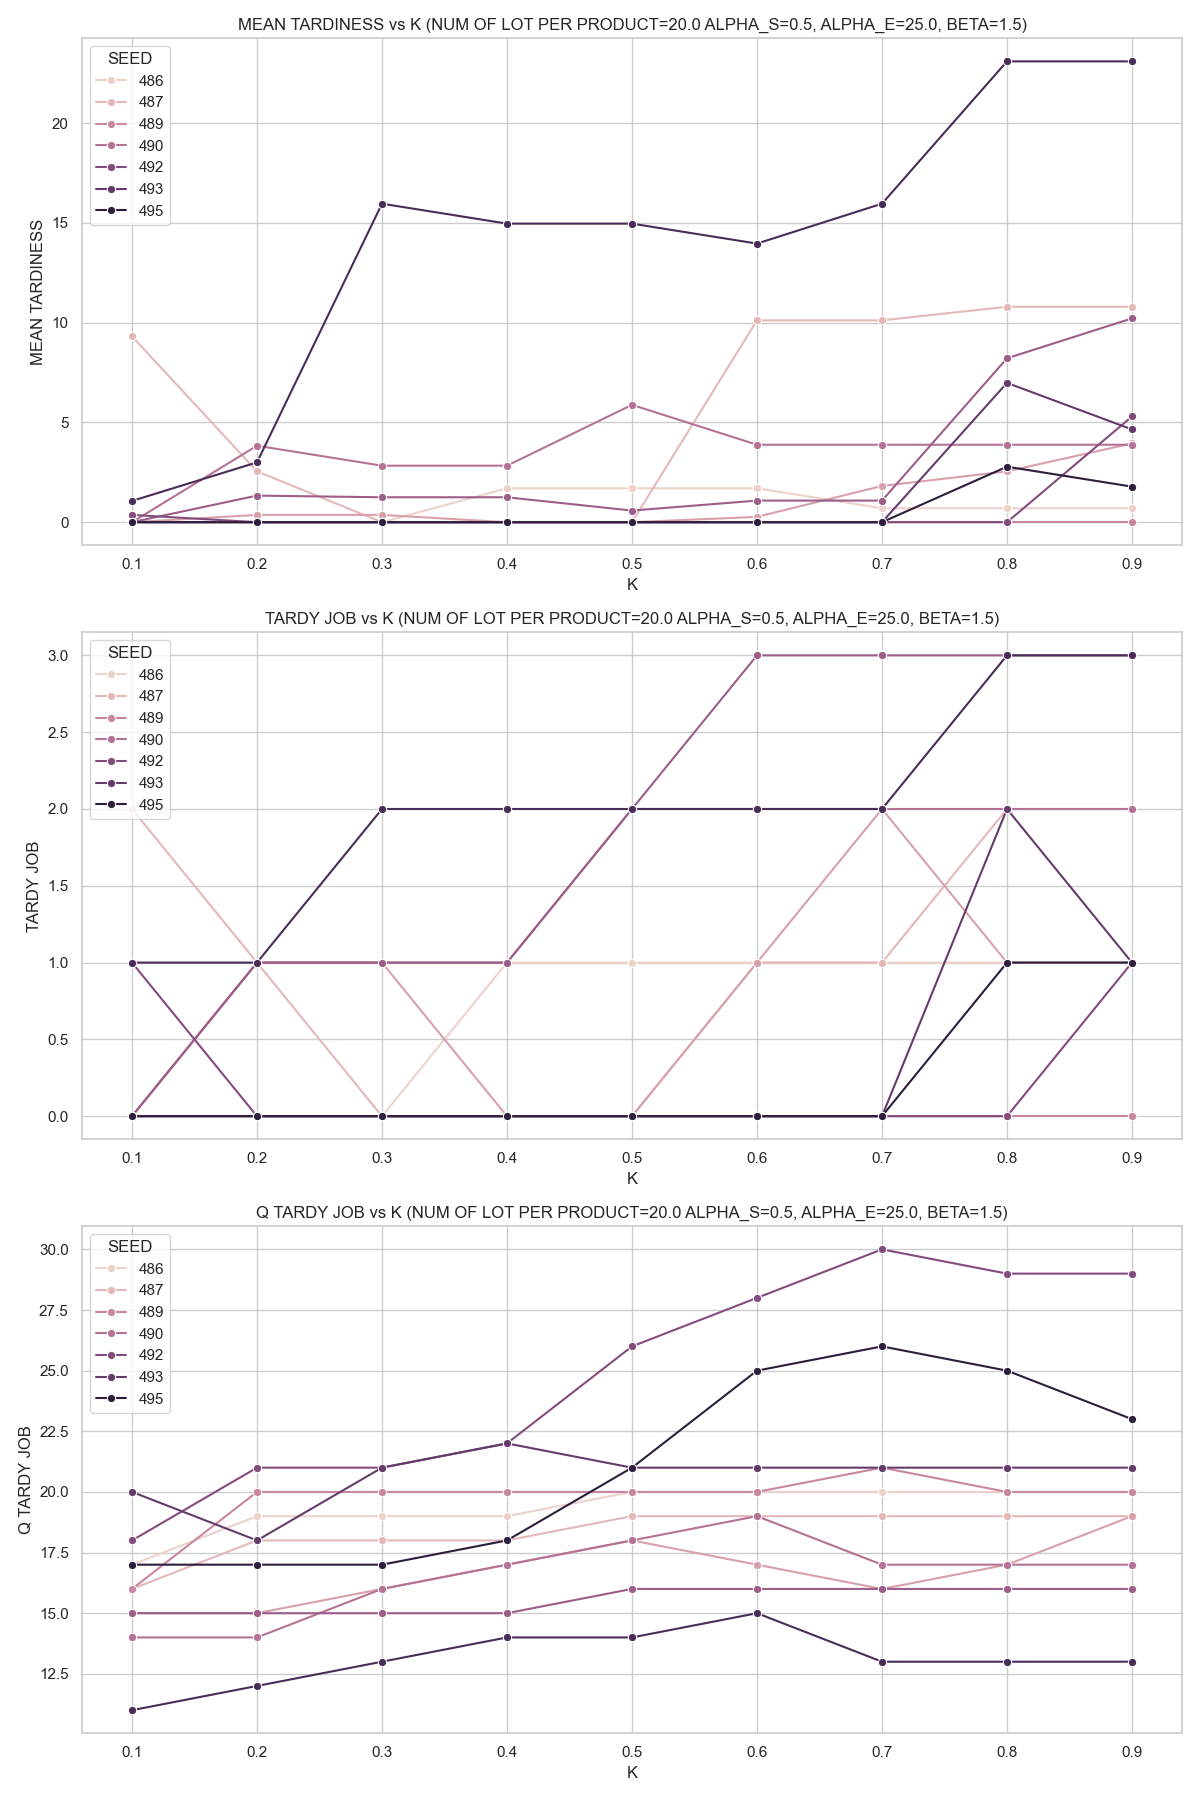 MEAN TARDINESS vs K (NUM OF LOT PER PRODUCT=20.0 ALPHA_S=0.5, ALPHA_E=25.0, BETA=1.5)
SEED
486
487
489
490
492
493
495
MEAN TARDINESS
20
15
10
5
0
0.1 0.2 0.3 0.4 0.5 0.6 0.7 0.8 0.9
K
TARDY JOB vs K (NUM OF LOT PER PRODUCT=20.0 ALPHA_S=0.5, ALPHA_E=25.0, BETA=1.5)
SEED
486
487
489
490
492
493
495
TARDY JOB
3.0
2.5
2.0
1.5
1.0
0.5
0.0
0.1 0.2 0.3 0.4 0.5 0.6 0.7 0.8 0.9
K
Q TARDY JOB vs K (NUM OF LOT PER PRODUCT=20.0 ALPHA_S=0.5, ALPHA_E=25.0, BETA=1.5)
SEED
486
487
489
490
492
493
495
Q TARDY JOB
30.0
27.5
25.0
22.5
20.0
17.5
15.0
12.5
0.1 0.2 0.3 0.4 0.5 0.6 0.7 0.8 0.9
K